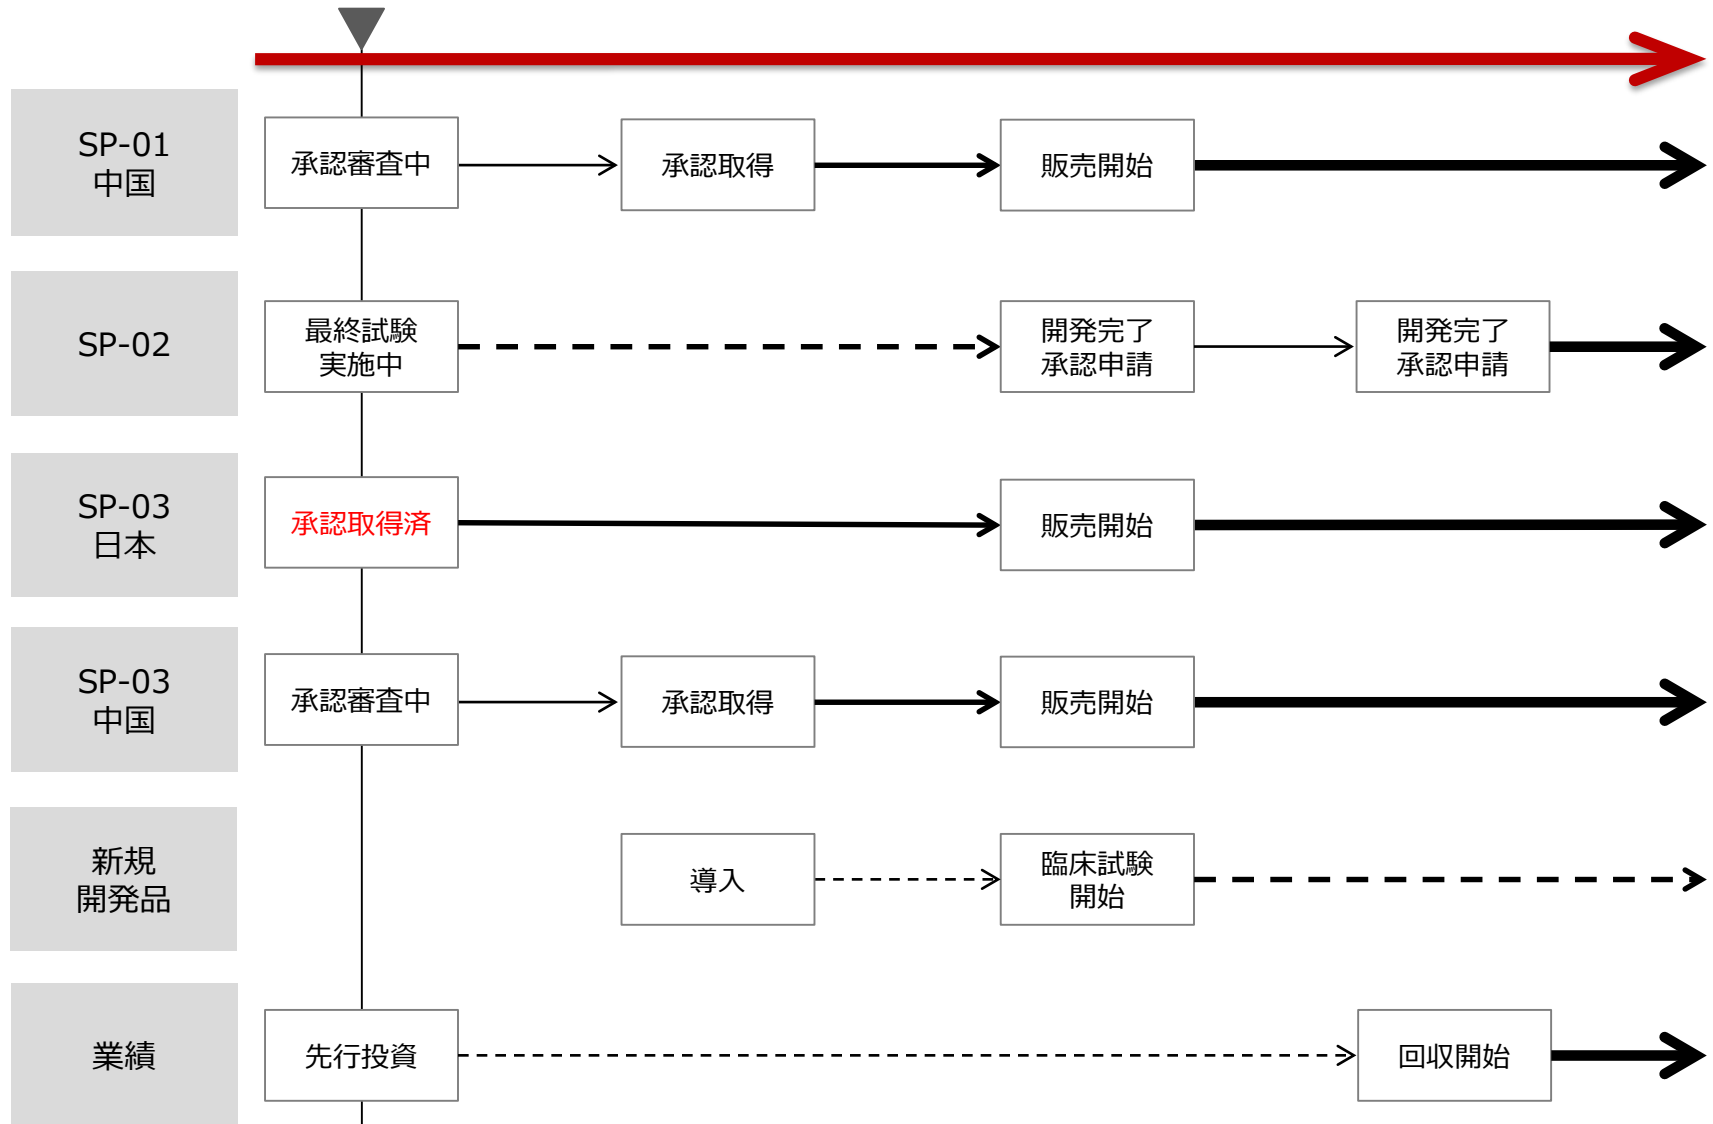 SP-01
中国
承認審査中
承認取得
販売開始
SP-02
最終試験
実施中
開発完了
承認申請
開発完了
承認申請
SP-03
日本
承認取得済
販売開始
SP-03
中国
承認審査中
承認取得
販売開始
新規
開発品
導入
臨床試験
開始
業績
先行投資
回収開始